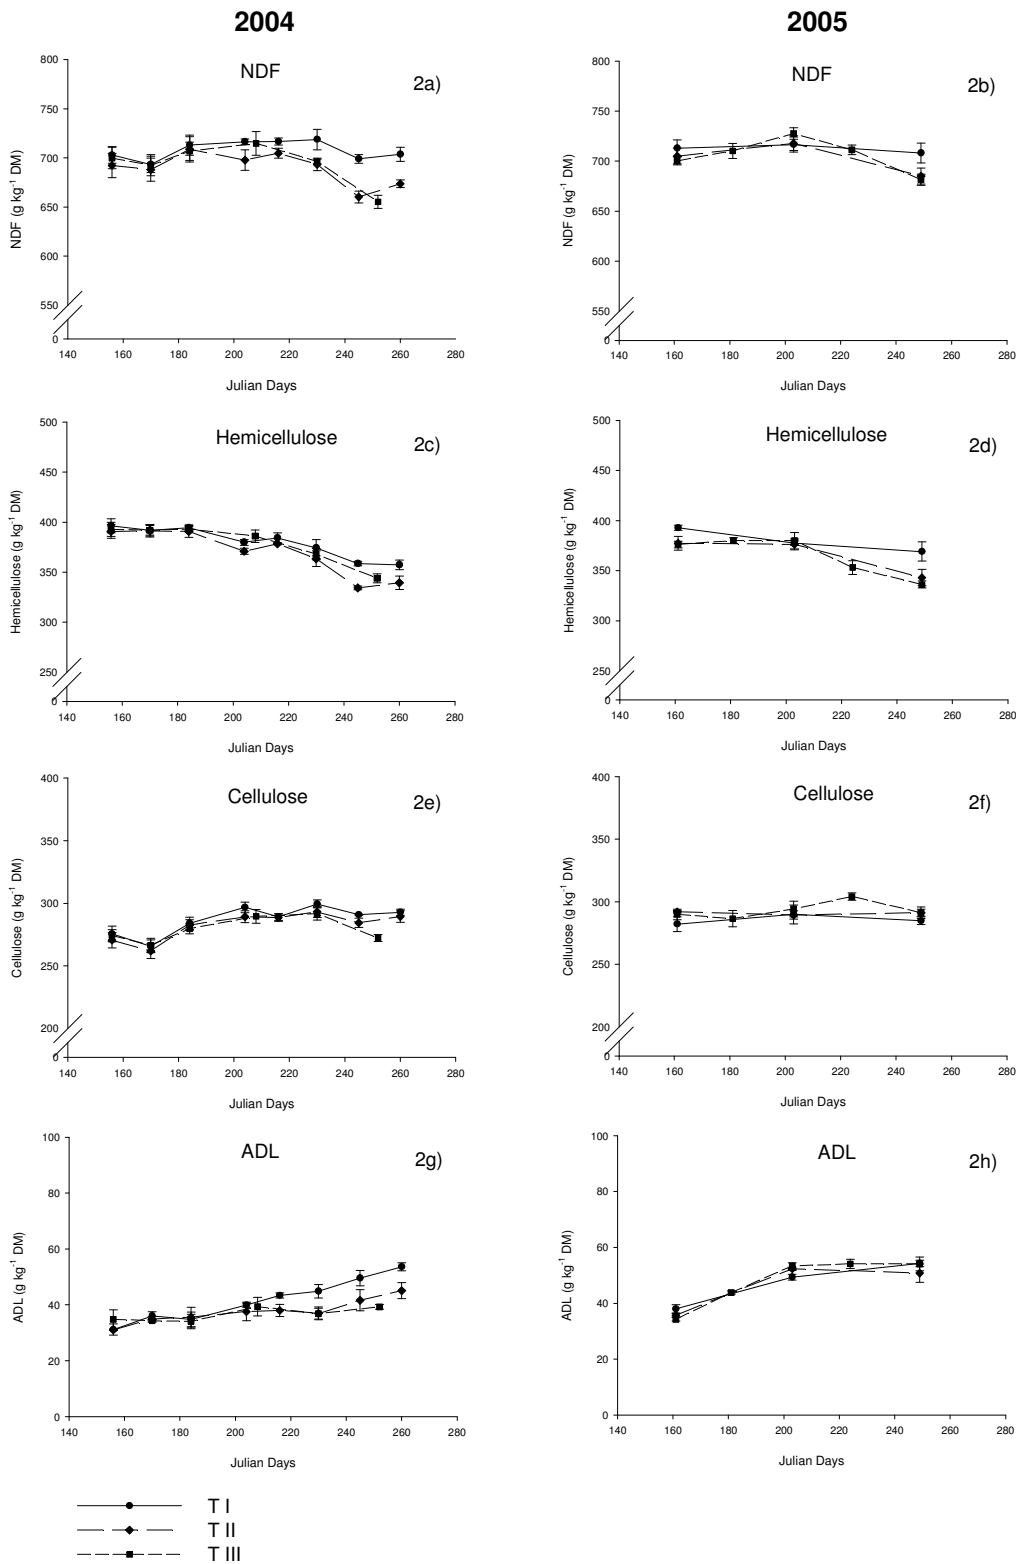 2004
2005
NDF
2a)
NDF (g kg-1 DM)
800
750
700
650
600
550
0
140 160 180 200 220 240 260 280
Julian Days
NDF
2b)
NDF (g kg-1 DM)
800
750
700
650
600
550
0
140 160 180 200 220 240 260 280
Julian Days
Hemicellulose
2c)
Hemicellulose (g kg-1 DM)
500
450
400
350
300
250
0
140 160 180 200 220 240 260 280
Julian Days
Hemicellulose
2d)
Hemicellulose (g kg-1 DM)
500
450
400
350
300
250
0
140 160 180 200 220 240 260 280
Julian Days
Cellulose
2e)
Cellulose (g kg-1 DM)
400
350
300
250
200
0
140 160 180 200 220 240 260 280
Julian Days
Cellulose
2f)
Cellulose (g kg-1 DM)
400
350
300
250
200
0
140 160 180 200 220 240 260 280
Julian Days
ADL
2g)
ADL (g kg-1 DM)
100
80
60
40
20
0
140 160 180 200 220 240 260 280
Julian Days
ADL
2h)
ADL (g kg-1 DM)
100
80
60
40
20
0
140 160 180 200 220 240 260 280
Julian Days
T I
T II
T III